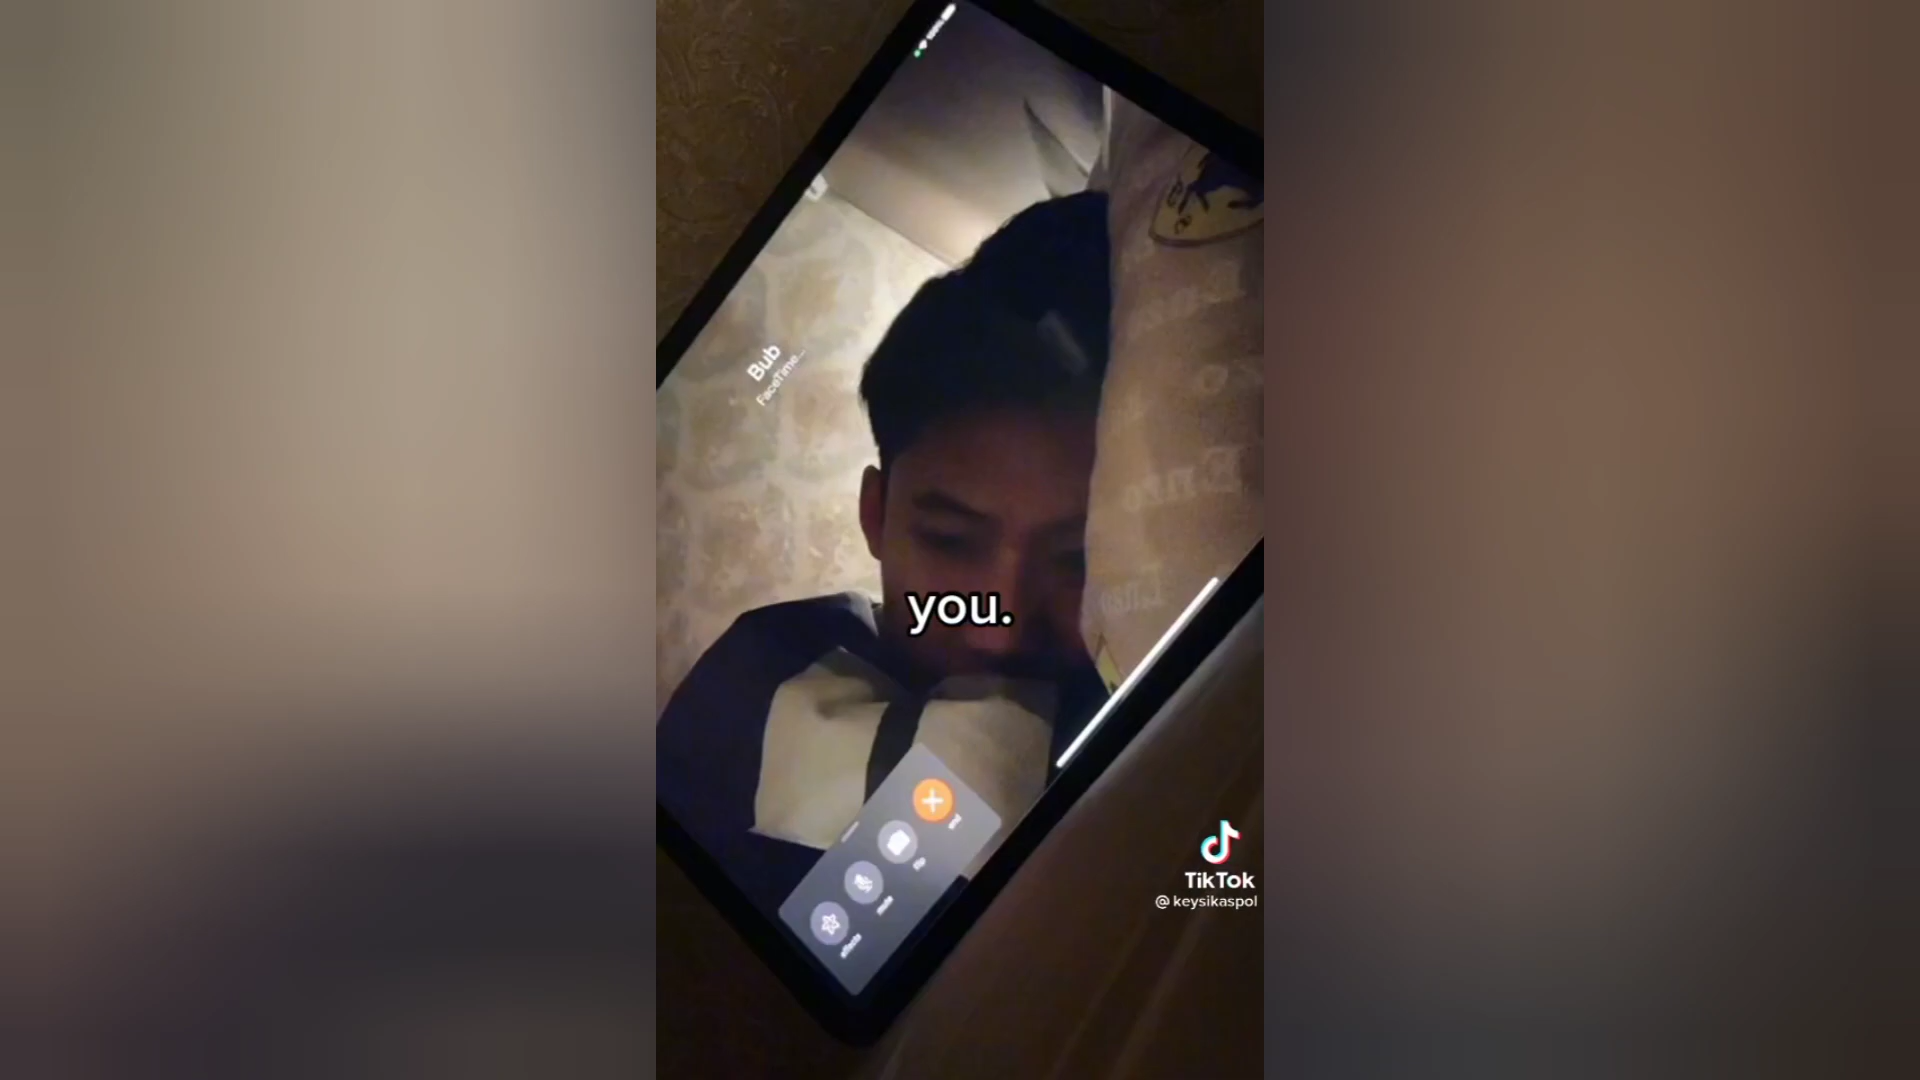 Bub
FaceTime...
you.
end
flip
mute
effects
TikTok
@keysikaspol